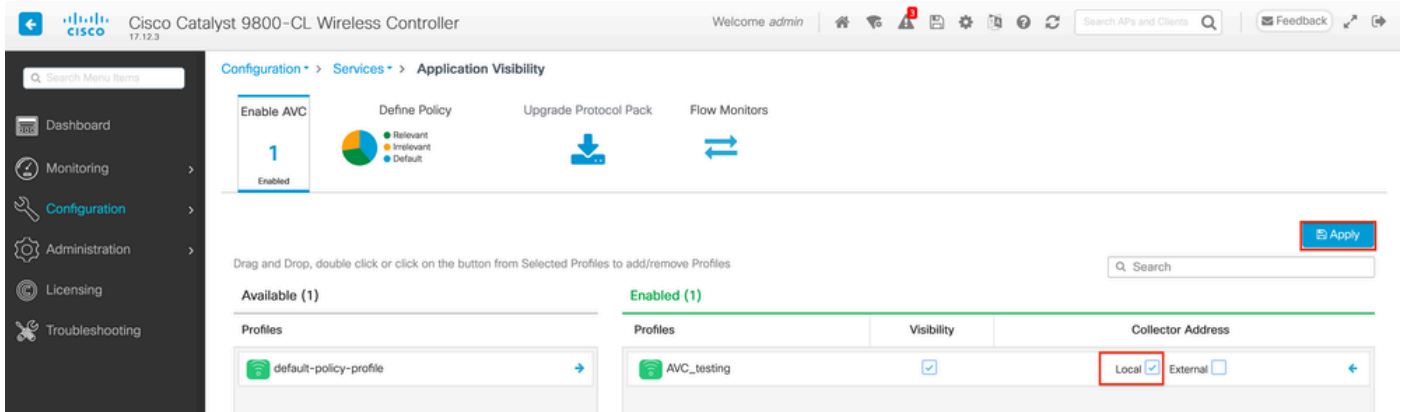 CISCO
Cisco Catalyst 9800-CL Wireless Controller
17.12.3
Welcome admin
3
Search APs and Clients
Feedback
Search Menu Items
Dashboard
Monitoring
Configuration
Administration
Licensing
Troubleshooting
Configuration > Services > Application Visibility
Enable AVC
1
Enabled
Define Policy
Relevant
Irrelevant
Default
Upgrade Protocol Pack
Flow Monitors
Apply
Drag and Drop, double click or click on the button from Selected Profiles to add/remove Profiles
Search
Available (1)
Enabled (1)
Profiles
Profiles
Visibility
Collector Address
default-policy-profile
AVC_testing
Local
External